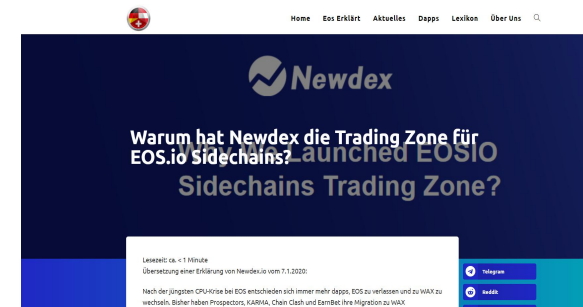 Home Eos Erklärt Aktuelles Dapps Lexikon Über Uns
Newdex
Why We Launched EOSIO
Sidechains Trading Zone?
Warum hat Newdex die Trading Zone für
EOS.io Sidechains?
Lesezeit: ca. < 1 Minute
Übersetzung einer Erklärung von Newdex.io vom 7.1.2020:
Nach der jüngsten CPU-Krise bei EOS entschieden sich immer mehr dapps, EOS zu verlassen und zu WAX zu
wechseln. Bisher haben Prospectors, KARMA, Chain Clash und EarnBet ihre Migration zu WAX
Telegram
Reddit